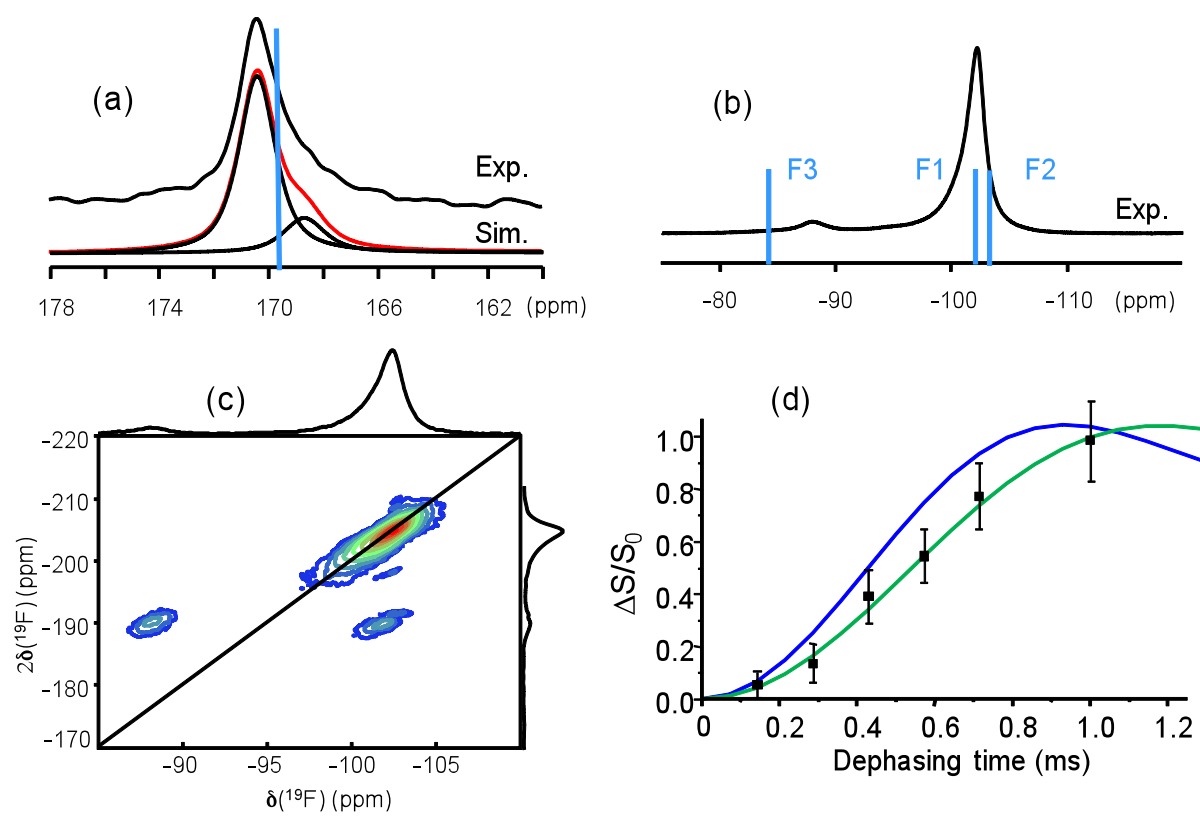 (a)
Exp.
Sim.
178 174 170 166 162 (ppm)
(b)
F3 F1 F2
Exp.
−80 −90 −100 −110 (ppm)
(c)
−220
−210
−200
−190
−180
−170
2δ(¹⁹F) (ppm)
−90 −95 −100 −105
δ(¹⁹F) (ppm)
(d)
1.0
0.8
0.6
0.4
0.2
0.0
ΔS/S₀
0 0.2 0.4 0.6 0.8 1.0 1.2
Dephasing time (ms)